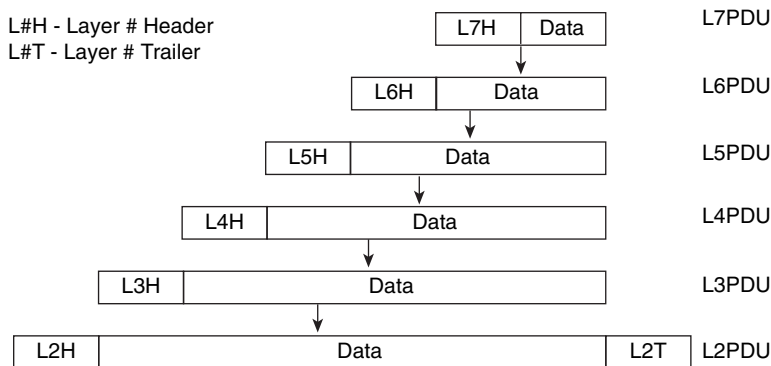 L#H - Layer # Header
L#T - Layer # Trailer
L7H Data L7PDU
L6H Data L6PDU
L5H Data L5PDU
L4H Data L4PDU
L3H Data L3PDU
L2H Data L2T L2PDU